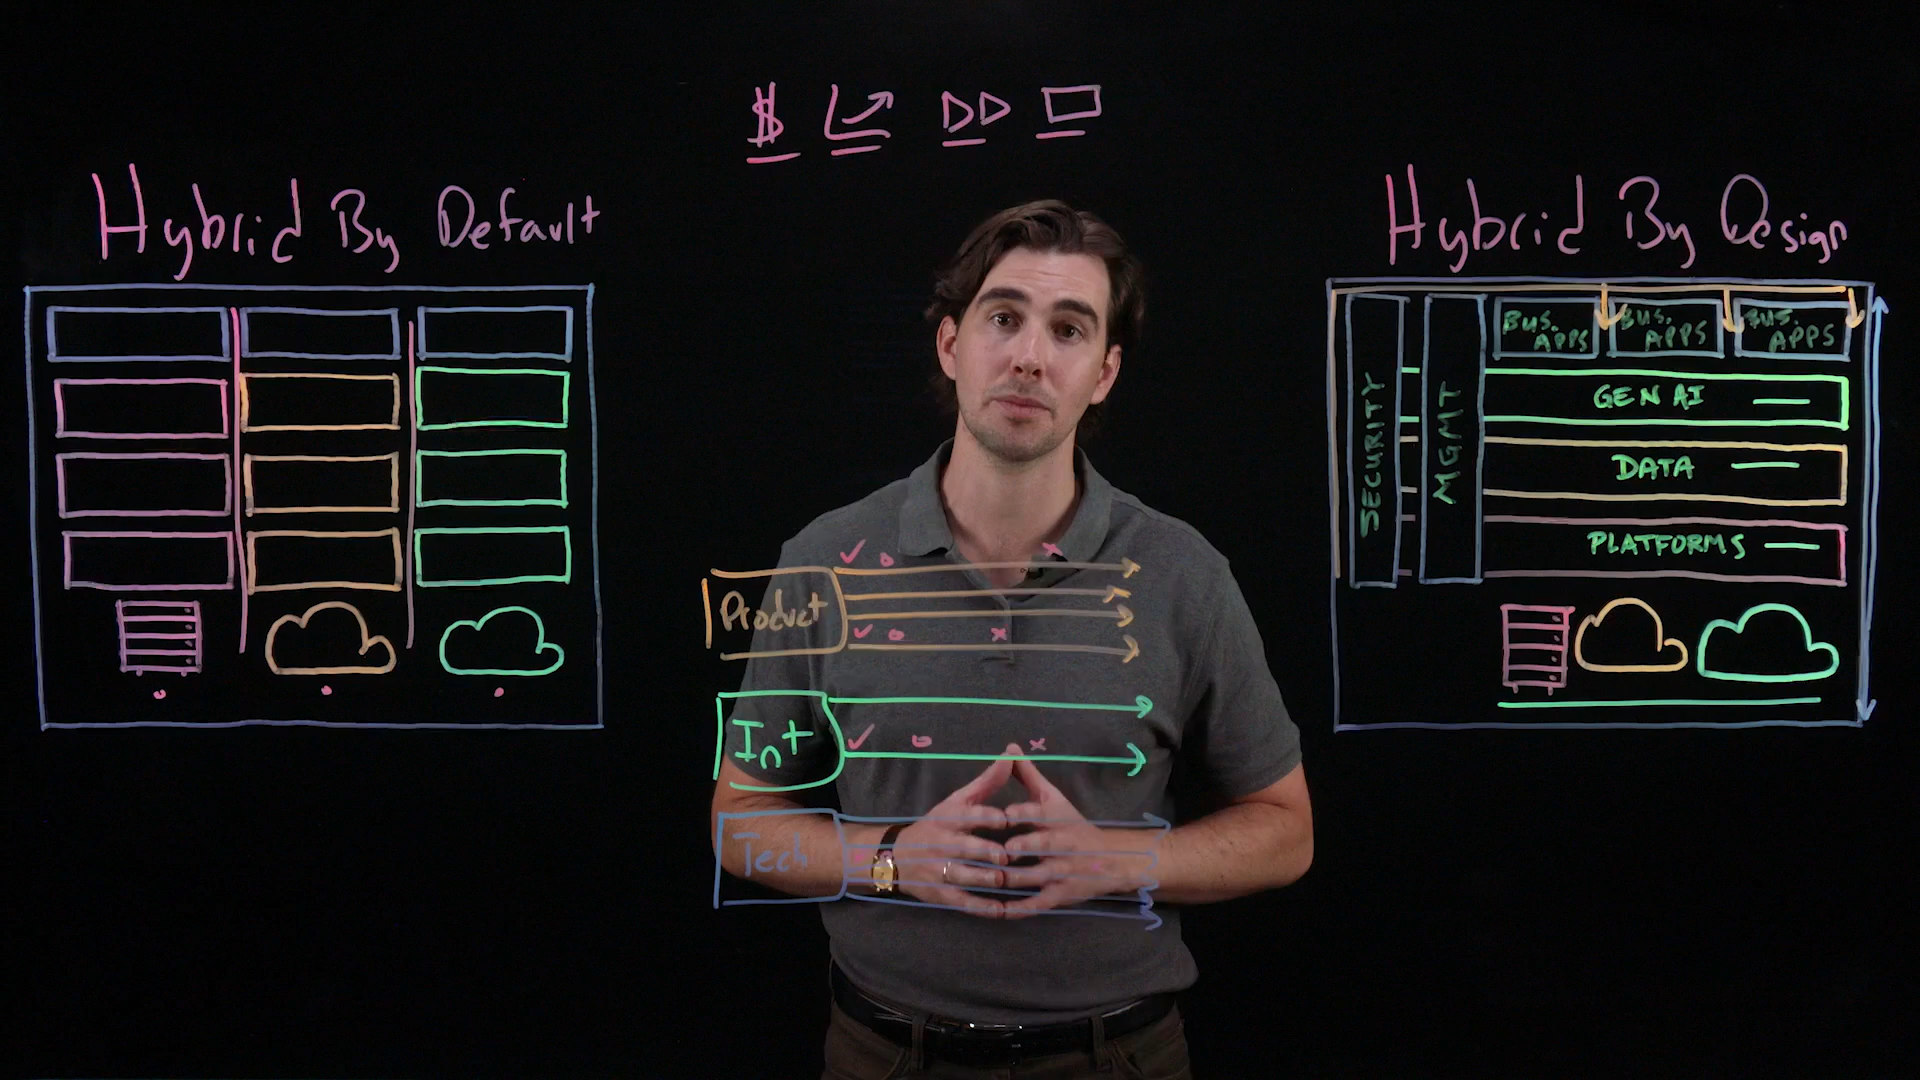 $
Hybrid By Default
Product
Int
Tech
Hybrid By Design
SECURITY
MGMT
BUS.
APPS
BUS.
APPS
BUS.
APPS
GEN AI
DATA
PLATFORMS